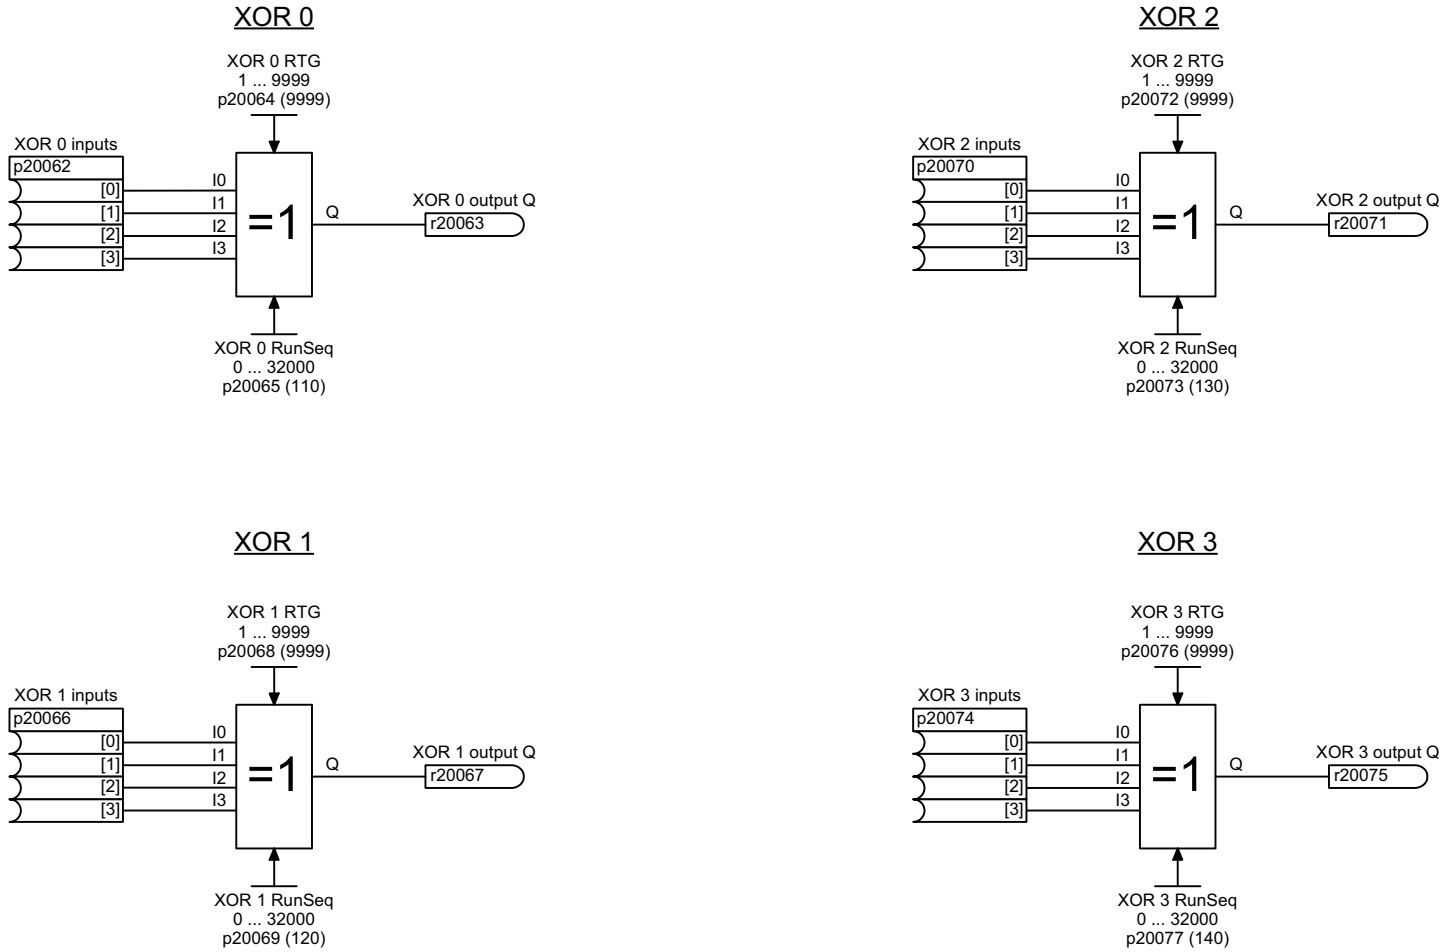 XOR 0
XOR 0 RTG
1 ... 9999
p20064 (9999)
XOR 0 inputs
p20062
[0]
[1]
[2]
[3]
I0
I1
I2
I3
=1
Q
XOR 0 output Q
r20063
XOR 0 RunSeq
0 ... 32000
p20065 (110)
XOR 2
XOR 2 RTG
1 ... 9999
p20072 (9999)
XOR 2 inputs
p20070
[0]
[1]
[2]
[3]
I0
I1
I2
I3
=1
Q
XOR 2 output Q
r20071
XOR 2 RunSeq
0 ... 32000
p20073 (130)
XOR 1
XOR 1 RTG
1 ... 9999
p20068 (9999)
XOR 1 inputs
p20066
[0]
[1]
[2]
[3]
I0
I1
I2
I3
=1
Q
XOR 1 output Q
r20067
XOR 1 RunSeq
0 ... 32000
p20069 (120)
XOR 3
XOR 3 RTG
1 ... 9999
p20076 (9999)
XOR 3 inputs
p20074
[0]
[1]
[2]
[3]
I0
I1
I2
I3
=1
Q
XOR 3 output Q
r20075
XOR 3 RunSeq
0 ... 32000
p20077 (140)